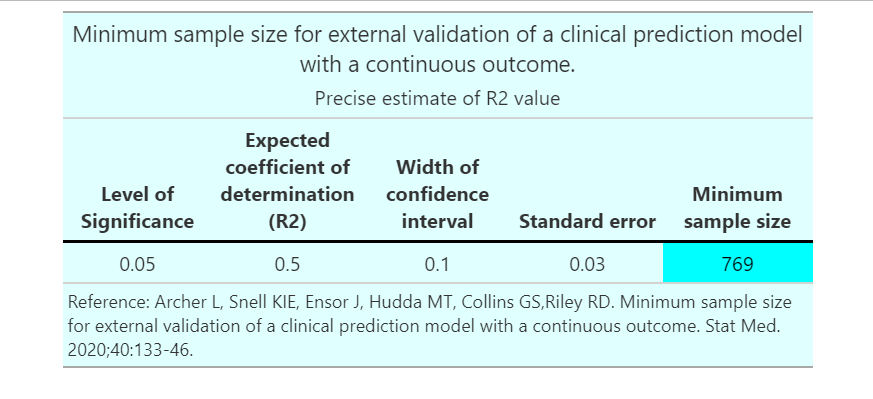 Minimum sample size for external validation of a clinical prediction model
with a continuous outcome.
Precise estimate of R2 value
Level of Significance
Expected coefficient of determination (R2)
Width of confidence interval
Standard error
Minimum sample size
0.05 0.5 0.1 0.03 769
Reference: Archer L, Snell KIE, Ensor J, Hudda MT, Collins GS,Riley RD. Minimum sample size
for external validation of a clinical prediction model with a continuous outcome. Stat Med.
2020;40:133-46.